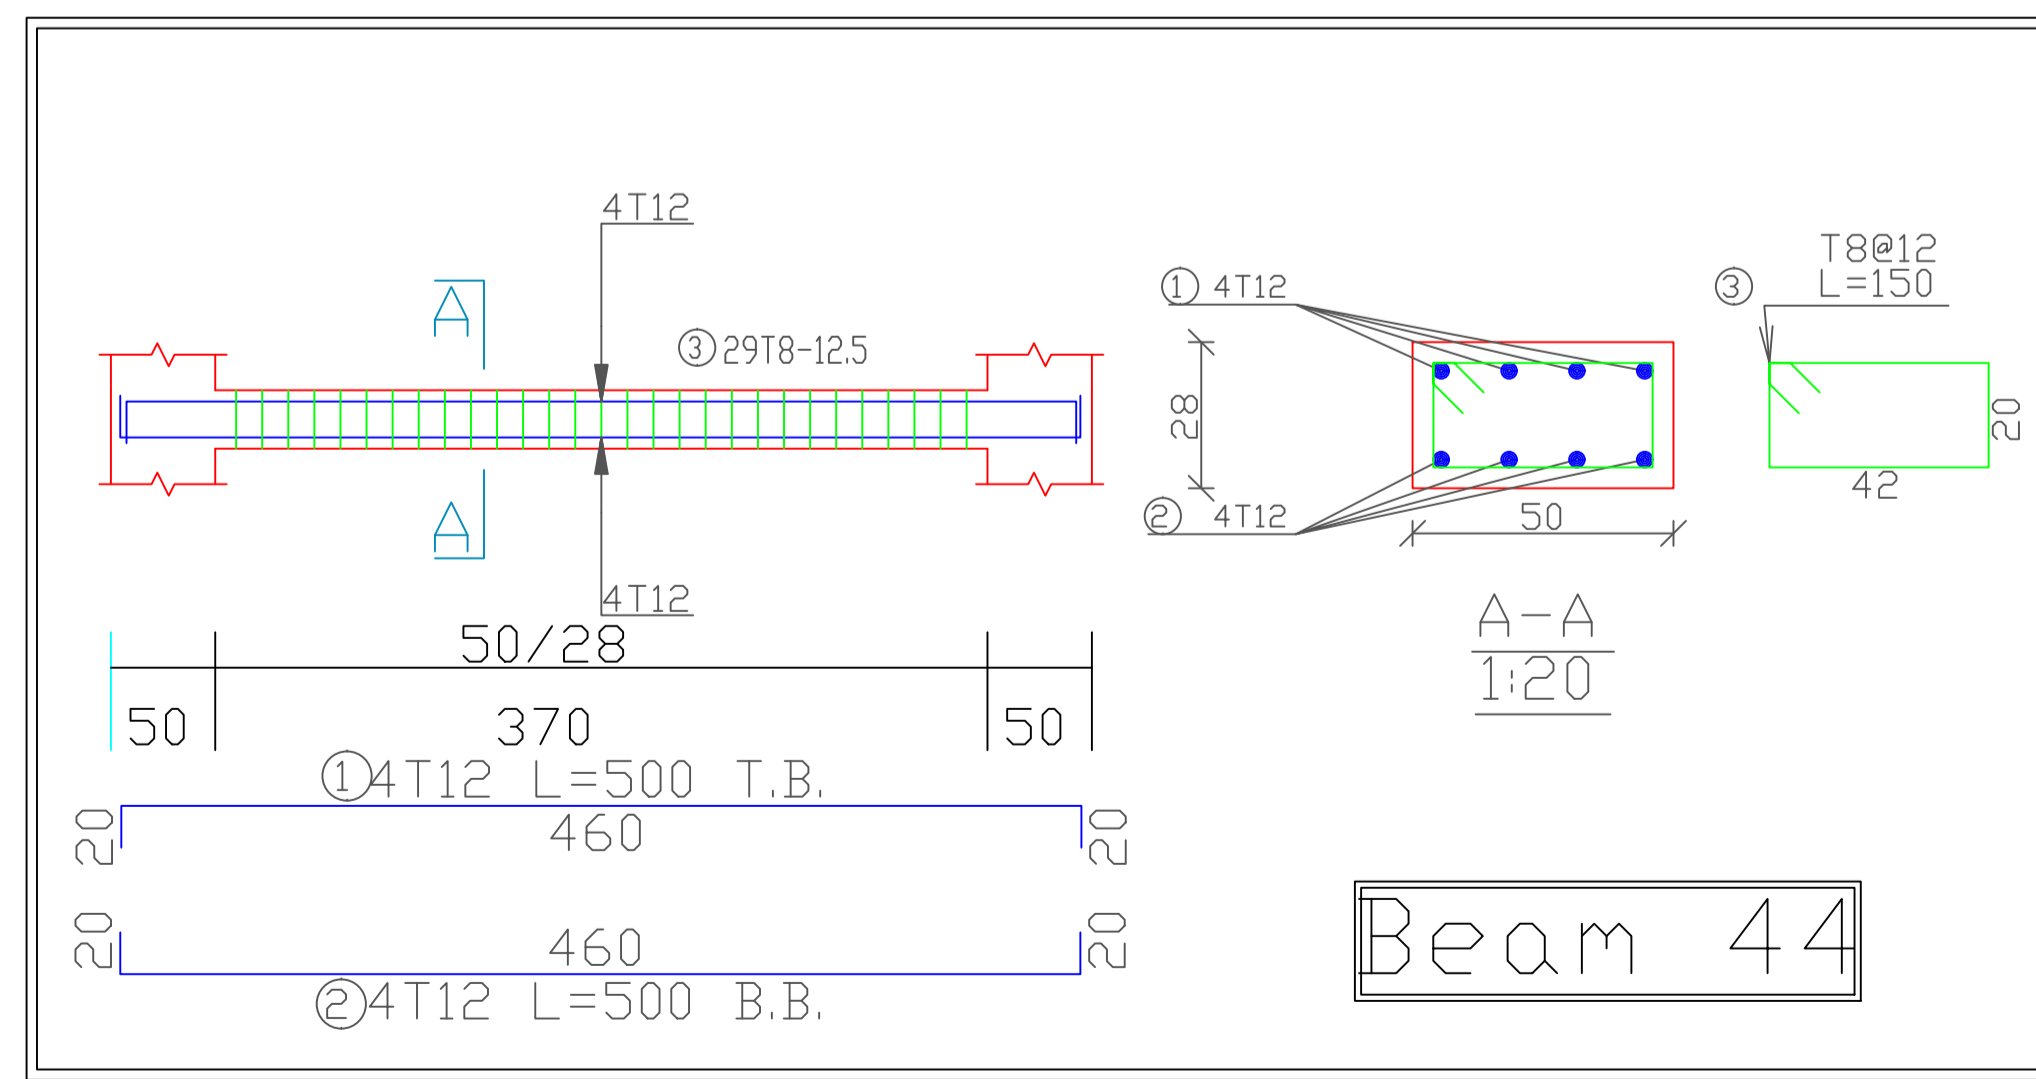 4T12
A
③ 29T8-12.5
A
4T12
50/28
50 370 50
① 4T12 L=500 T.B.
20 460 20
20 460 20
② 4T12 L=500 B.B.
① 4T12
28
② 4T12
50
A-A
1:20
③
T8@12
L=150
20
42
Beam 44